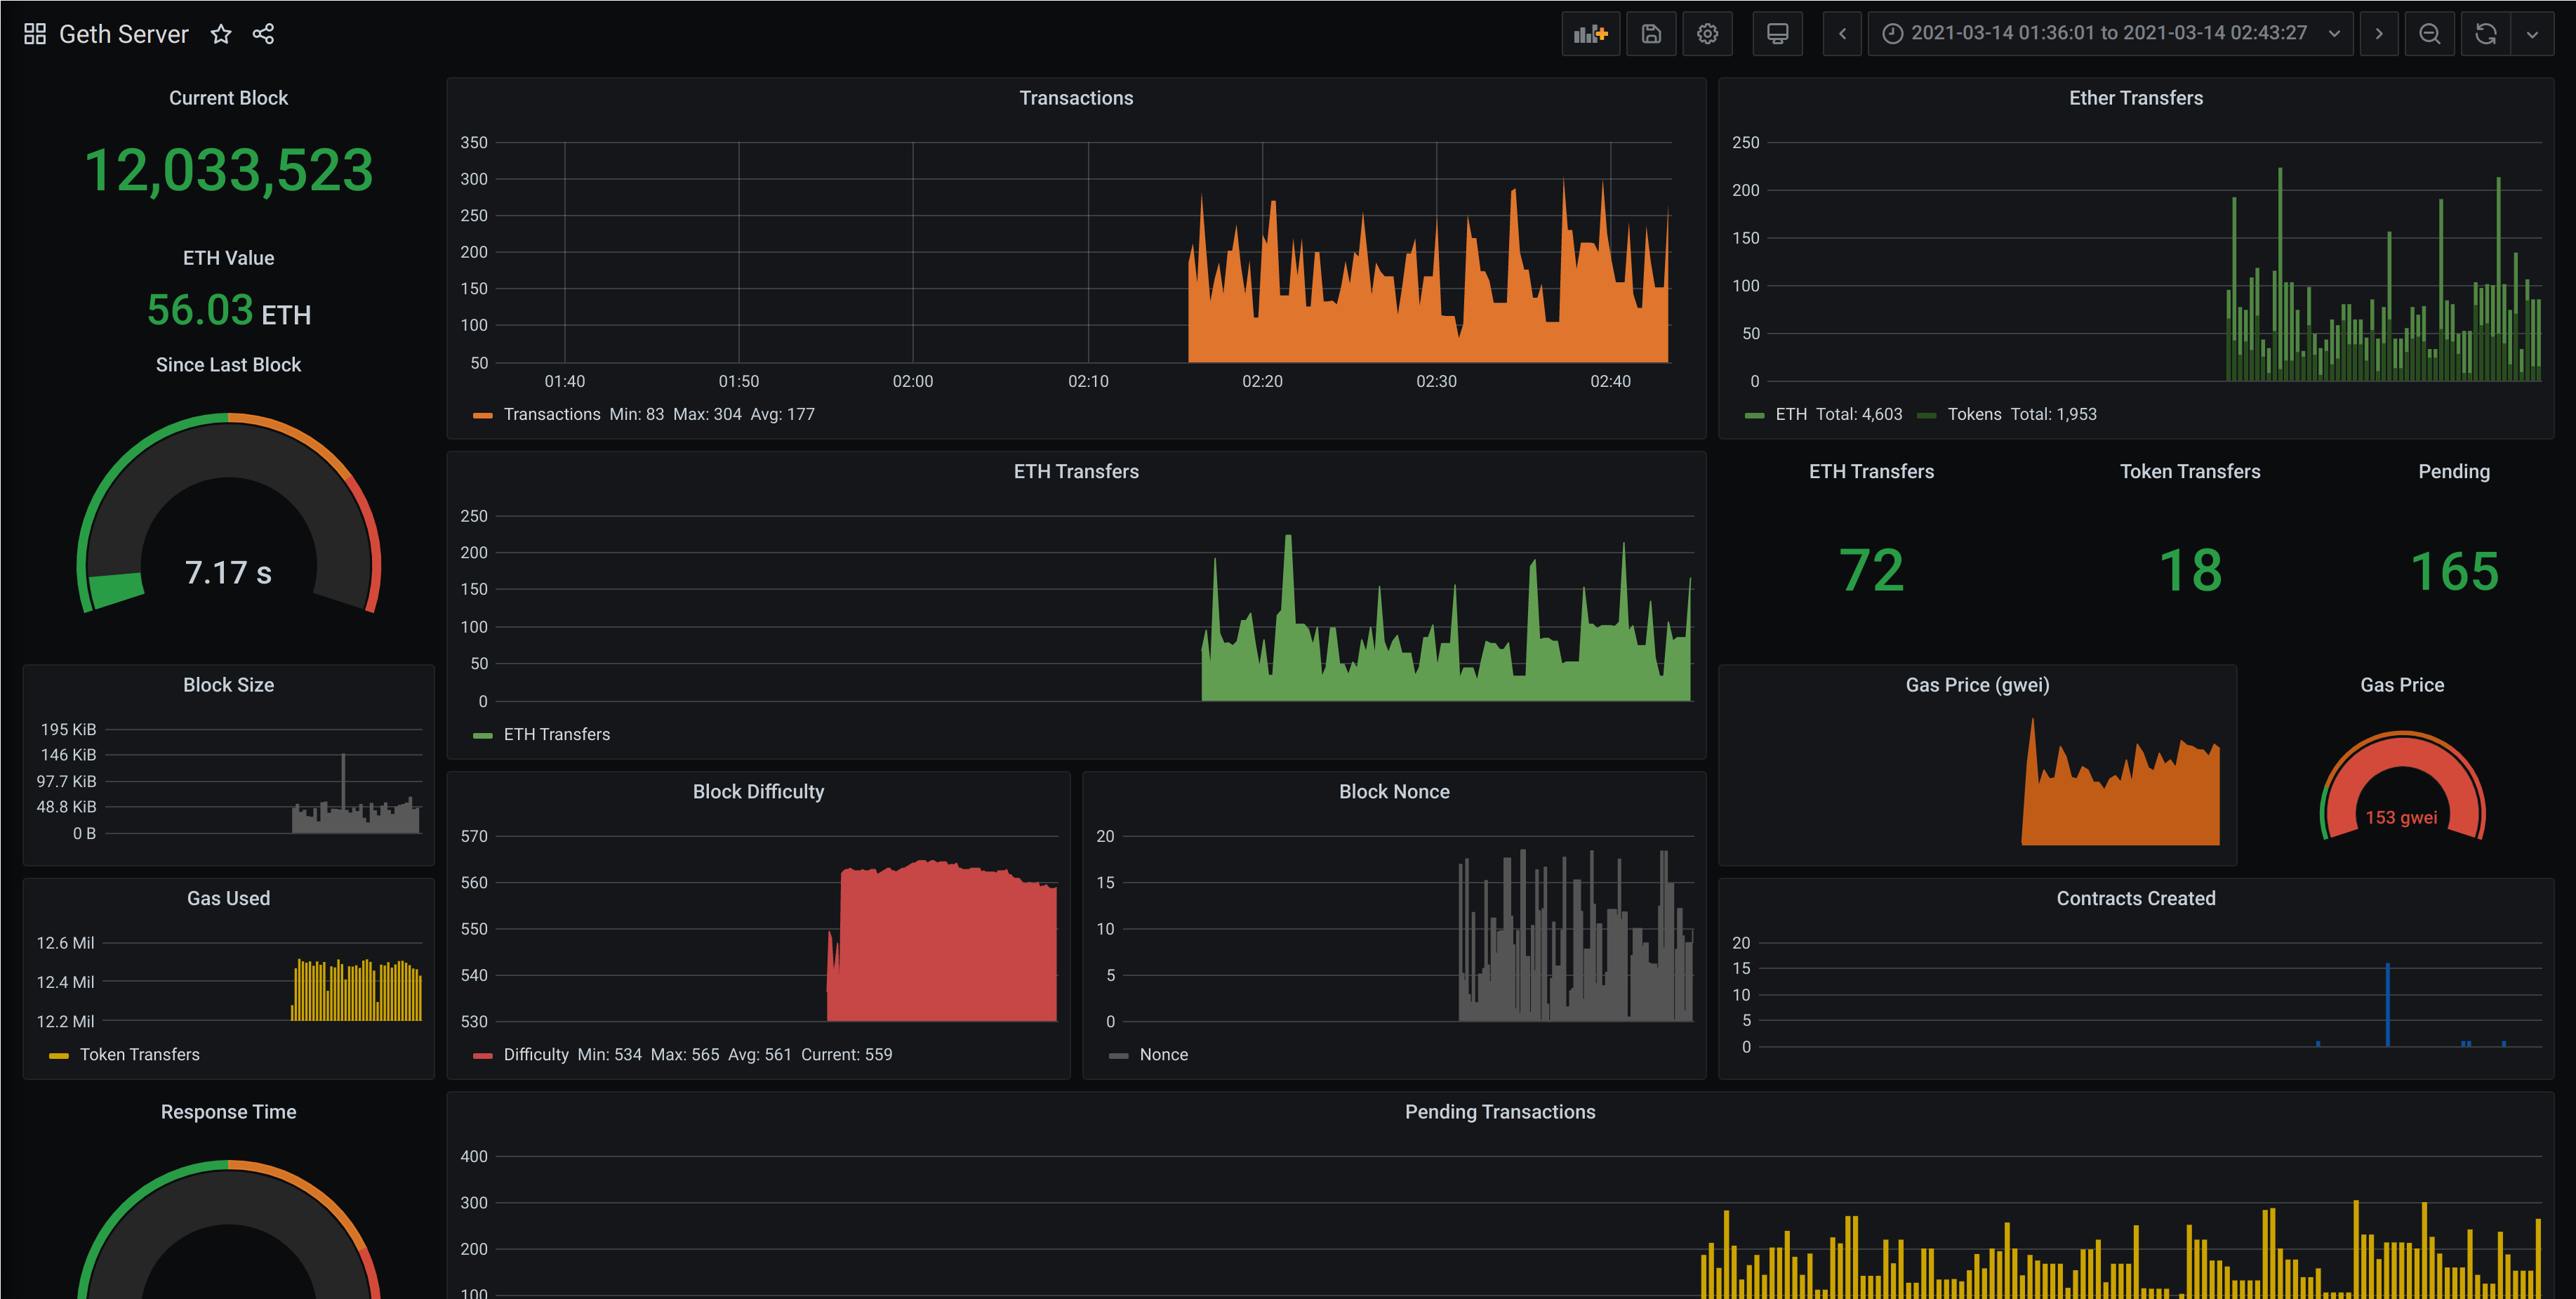 Geth Server
2021-03-14 01:36:01 to 2021-03-14 02:43:27
Current Block
12,033,523
ETH Value
56.03 ETH
Since Last Block
7.17 s
Transactions
350
300
250
200
150
100
50
01:40 01:50 02:00 02:10 02:20 02:30 02:40
Transactions Min: 83 Max: 304 Avg: 177
Ether Transfers
250
200
150
100
50
0
ETH Total: 4,603 Tokens Total: 1,953
ETH Transfers
250
200
150
100
50
0
ETH Transfers
ETH Transfers
72
Token Transfers
18
Pending
165
Block Size
195 KiB
146 KiB
97.7 KiB
48.8 KiB
0 B
Gas Price (gwei)
Gas Price
153 gwei
Block Difficulty
570
560
550
540
530
Difficulty Min: 534 Max: 565 Avg: 561 Current: 559
Block Nonce
20
15
10
5
0
Nonce
Gas Used
12.6 Mil
12.4 Mil
12.2 Mil
Token Transfers
Contracts Created
20
15
10
5
0
Response Time
Pending Transactions
400
300
200
100